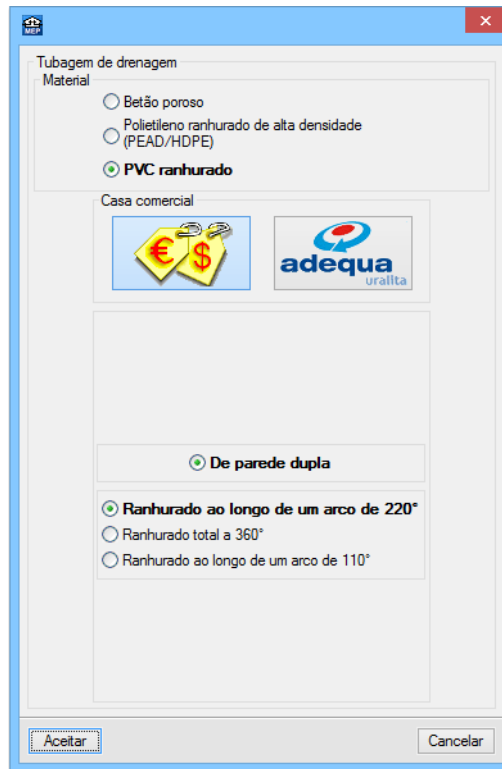 MEP
Tubagem de drenagem
Material
Betão poroso
Polietileno ranhurado de alta densidade
(PEAD/HDPE)
PVC ranhurado
Casa comercial
€ $
adequa
uralita
De parede dupla
Ranhurado ao longo de um arco de 220°
Ranhurado total a 360°
Ranhurado ao longo de um arco de 110°
Aceitar
Cancelar